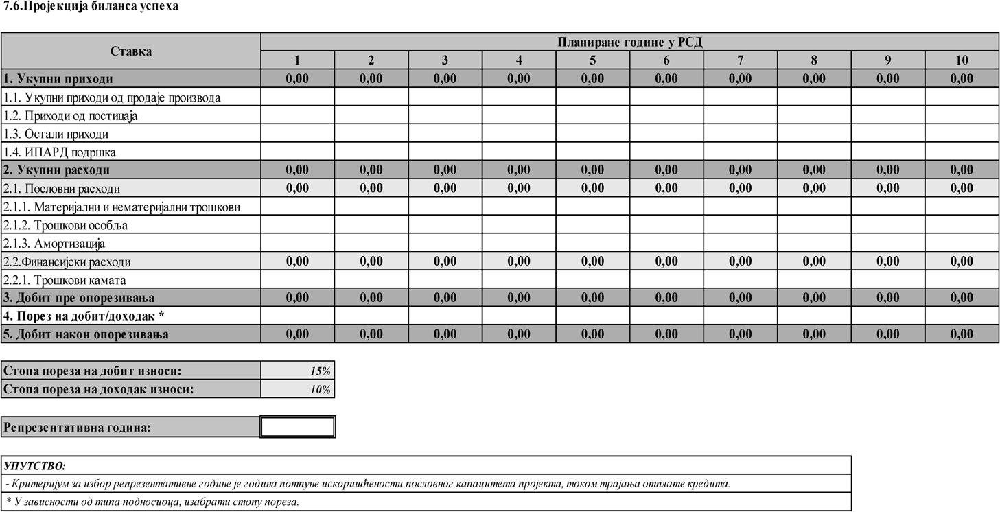 7.6.Пројекција биланса успеха
Ставка Планиране године у РСД
1 2 3 4 5 6 7 8 9 10
1. Укупни приходи 0,00 0,00 0,00 0,00 0,00 0,00 0,00 0,00 0,00 0,00
1.1. Укупни приходи од продаје производа
1.2. Приходи од постицаја
1.3. Остали приходи
1.4. ИПАРД подршка
2. Укупни расходи 0,00 0,00 0,00 0,00 0,00 0,00 0,00 0,00 0,00 0,00
2.1. Пословни расходи 0,00 0,00 0,00 0,00 0,00 0,00 0,00 0,00 0,00 0,00
2.1.1. Материјални и нематеријални трошкови
2.1.2. Трошкови особља
2.1.3. Амортизација
2.2.Финансијски расходи 0,00 0,00 0,00 0,00 0,00 0,00 0,00 0,00 0,00 0,00
2.2.1. Трошкови камата
3. Добит пре опорезивања 0,00 0,00 0,00 0,00 0,00 0,00 0,00 0,00 0,00 0,00
4. Порез на добит/доходак *
5. Добит након опорезивања 0,00 0,00 0,00 0,00 0,00 0,00 0,00 0,00 0,00 0,00
Стопа пореза на добит износи: 15%
Стопа пореза на доходак износи: 10%
Репрезентативна година:
УПУТСТВО:
- Критеријум за избор репрезентативне године је година потпуне искоришћености пословног капацитета пројекта, током трајања отплате кредита.
* У зависности од типа подносиоца, изабрати стопу пореза.